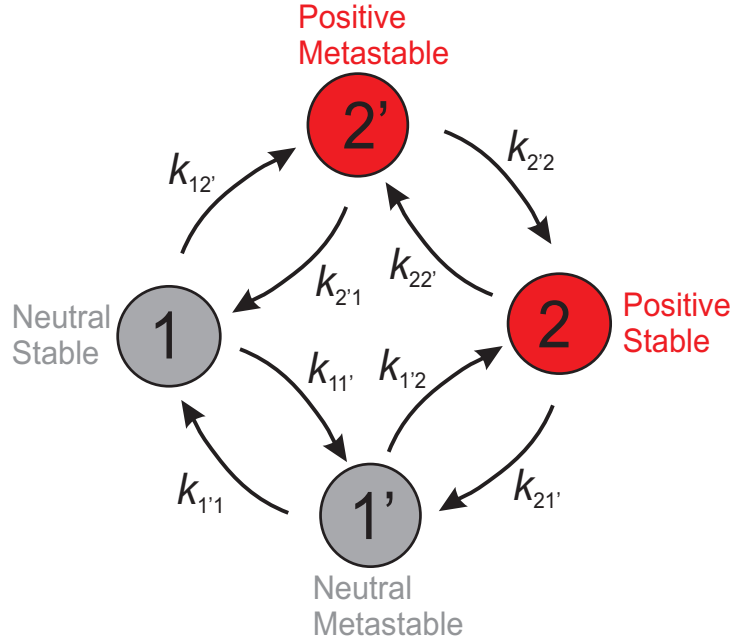 Positive
Metastable
2’
k12’
k2’2
k2’1
k22’
Neutral
Stable
1
2
Positive
Stable
k11’
k1’2
k1’1
k21’
1’
Neutral
Metastable